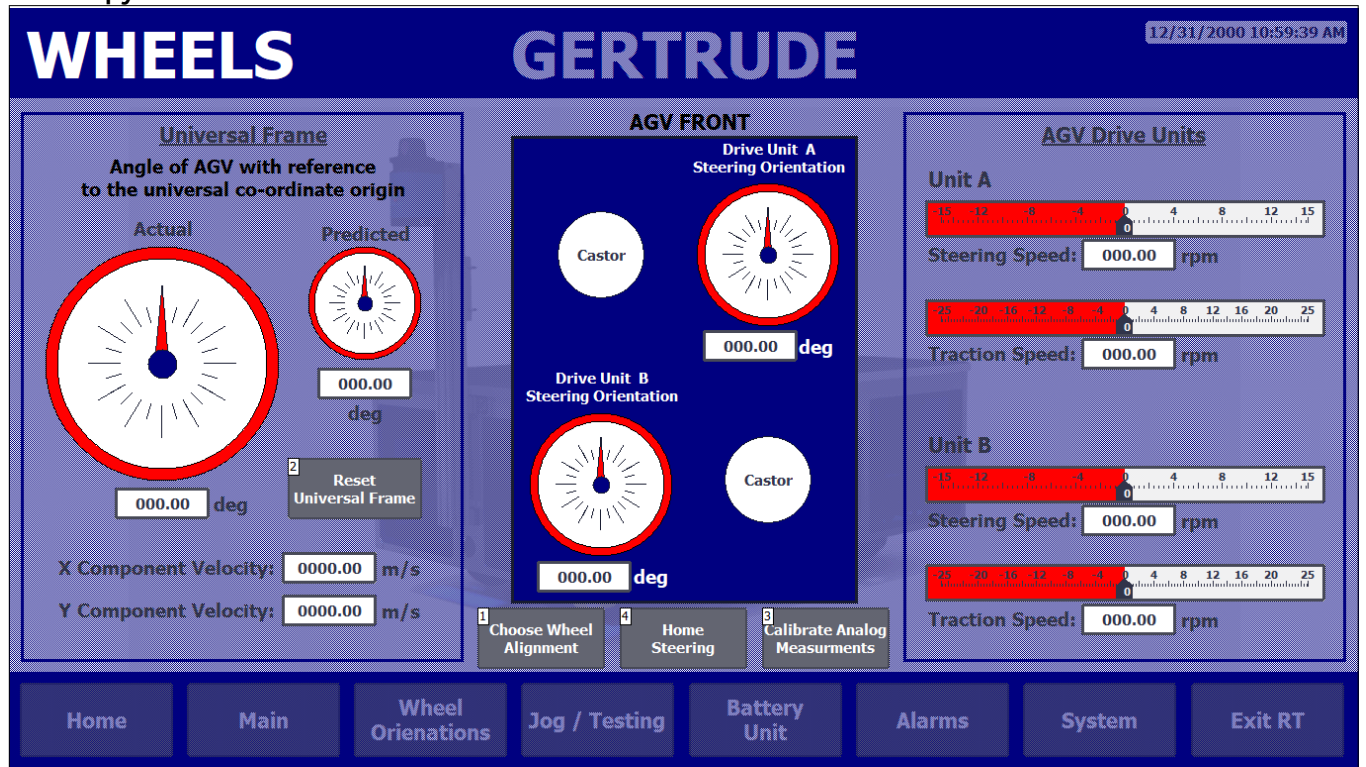 WHEELS
GERTRUDE
12/31/2000 10:59:39 AM
Universal Frame
Angle of AGV with reference
to the universal co-ordinate origin
Actual
Predicted
000.00
deg
000.00 deg
2
Reset
Universal Frame
X Component Velocity: 0000.00 m/s
Y Component Velocity: 0000.00 m/s
AGV FRONT
Drive Unit A
Steering Orientation
Castor
000.00 deg
Drive Unit B
Steering Orientation
Castor
000.00 deg
1
Choose Wheel
Alignment
4
Home
Steering
3
Calibrate Analog
Measurments
AGV Drive Units
Unit A
-15 -12 -8 -4 0 4 8 12 15
0
Steering Speed: 000.00 rpm
-25 -20 -16 -12 -8 -4 0 4 8 12 16 20 25
0
Traction Speed: 000.00 rpm
Unit B
-15 -12 -8 -4 0 4 8 12 15
0
Steering Speed: 000.00 rpm
-25 -20 -16 -12 -8 -4 0 4 8 12 16 20 25
0
Traction Speed: 000.00 rpm
Home
Main
Wheel
Orienations
Jog / Testing
Battery
Unit
Alarms
System
Exit RT